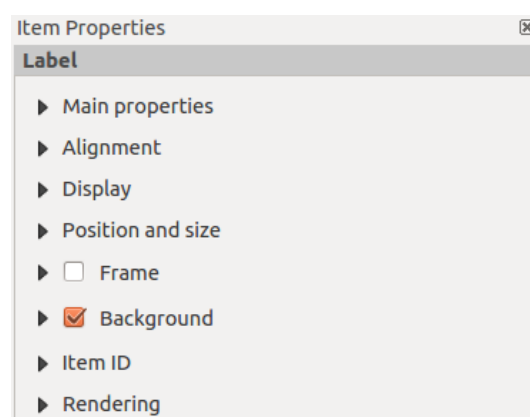 Item Properties
Label
Main properties
Alignment
Display
Position and size
Frame
Background
Item ID
Rendering